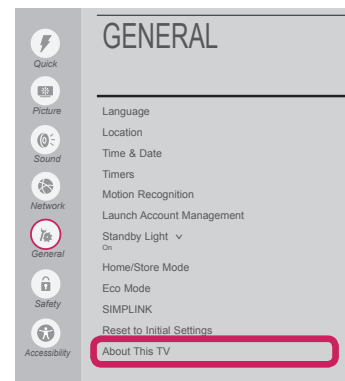 GENERAL
Quick
Picture
Sound
Network
General
Safety
Accessibility
Language
Location
Time & Date
Timers
Motion Recognition
Launch Account Management
Standby Light
On
Home/Store Mode
Eco Mode
SIMPLINK
Reset to Initial Settings
About This TV